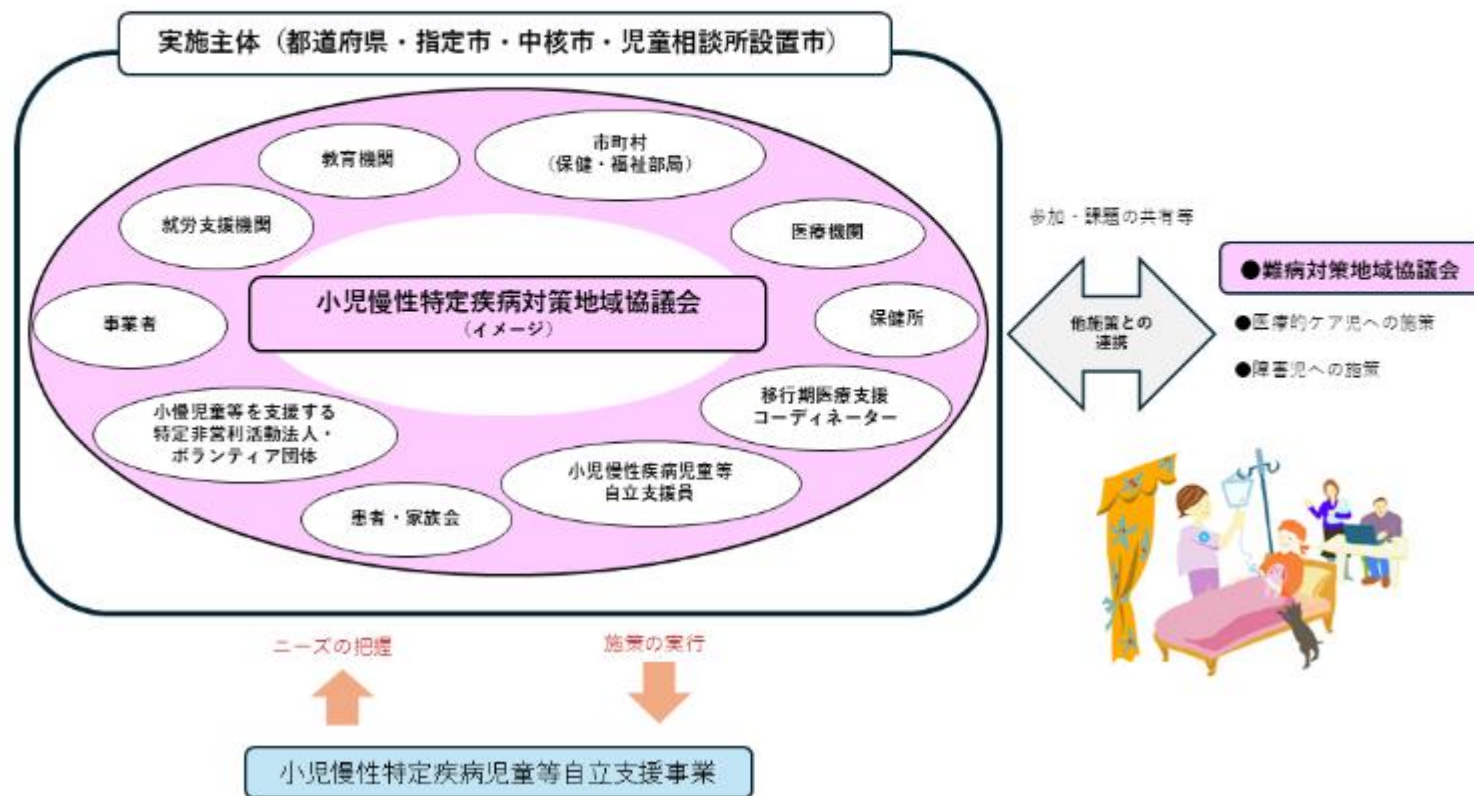 実施主体（都道府県・指定市・中核市・児童相談所設置市）
教育機関
市町村
（保健・福祉部局）
就労支援機関
医療機関
小児慢性特定疾病対策地域協議会
（イメージ）
事業者
保健所
小慢児童等を支援する
特定非営利活動法人・
ボランティア団体
移行期医療支援
コーディネーター
小児慢性疾病児童等
自立支援員
患者・家族会
参加・課題の共有等
他施策との
連携
●難病対策地域協議会
●医療的ケア児への施策
●障害児への施策
ニーズの把握
施策の実行
小児慢性特定疾病児童等自立支援事業